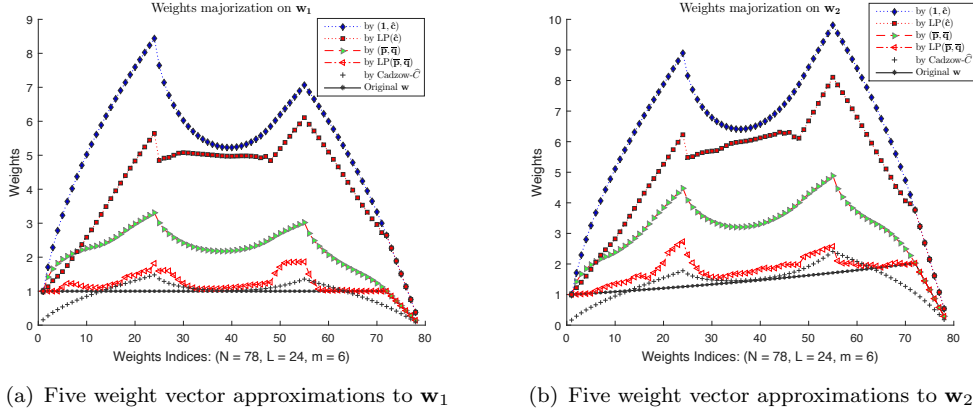 Weights majorization on w₁
by (1, ĉ)
by LP(ĉ)
by (p̅, q̅)
by LP(p̅, q̅)
by Cadzow-Ĉ
Original w
Weights
9
8
7
6
5
4
3
2
1
0
0 10 20 30 40 50 60 70 80
Weights Indices: (N = 78, L = 24, m = 6)
(a) Five weight vector approximations to w₁
Weights majorization on w₂
by (1, ĉ)
by LP(ĉ)
by (p̅, q̅)
by LP(p̅, q̅)
by Cadzow-Ĉ
Original w
Weights
10
9
8
7
6
5
4
3
2
1
0
0 10 20 30 40 50 60 70 80
Weights Indices: (N = 78, L = 24, m = 6)
(b) Five weight vector approximations to w₂